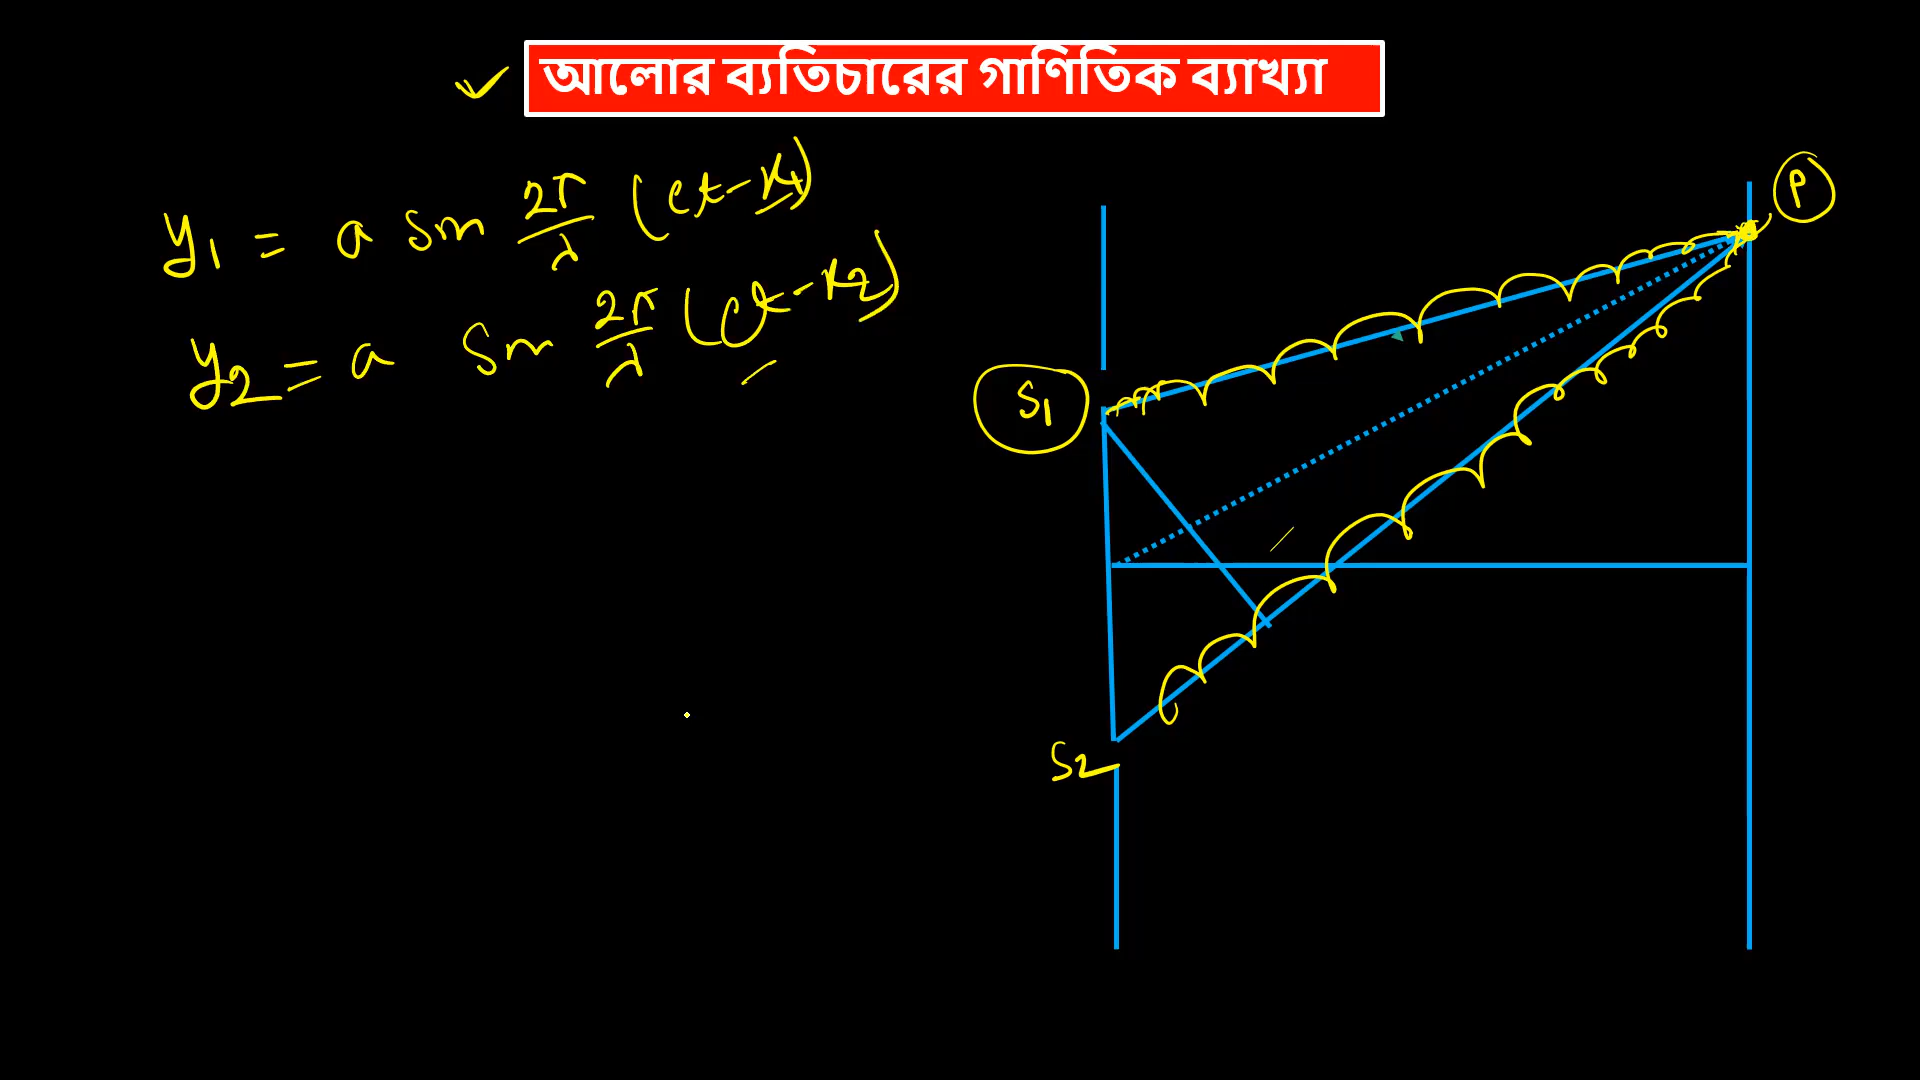 আলোর ব্যতিচারের গাণিতিক ব্যাখ্যা
y₁ = a sin 2π/λ (ct - x₁)
y₂ = a sin 2π/λ (ct - x₂)
P
S₁
S₂